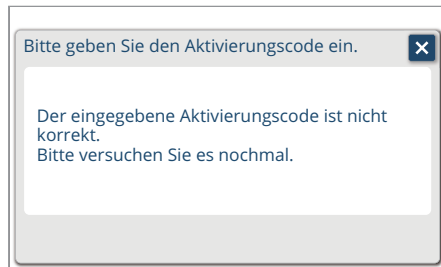 Bitte geben Sie den Aktivierungscode ein.
Der eingegebene Aktivierungscode ist nicht
korrekt.
Bitte versuchen Sie es nochmal.